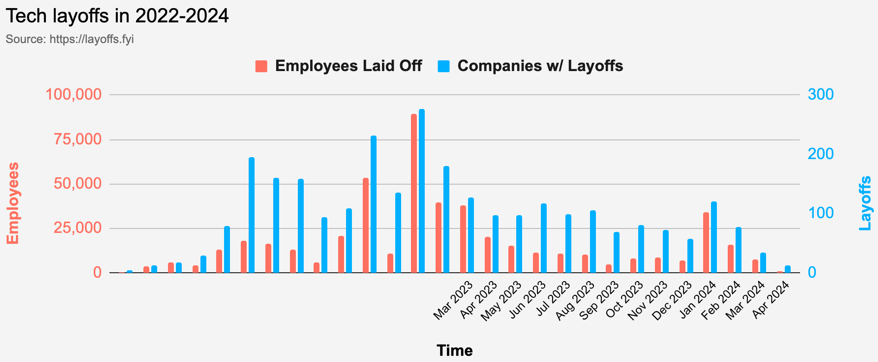 Tech layoffs in 2022-2024
Source: https://layoffs.fyi
Employees Laid Off
Companies w/ Layoffs
100,000
75,000
50,000
25,000
0
Employees
300
200
100
0
Layoffs
Mar 2023
Apr 2023
May 2023
Jun 2023
Jul 2023
Aug 2023
Sep 2023
Oct 2023
Nov 2023
Dec 2023
Jan 2024
Feb 2024
Mar 2024
Apr 2024
Time